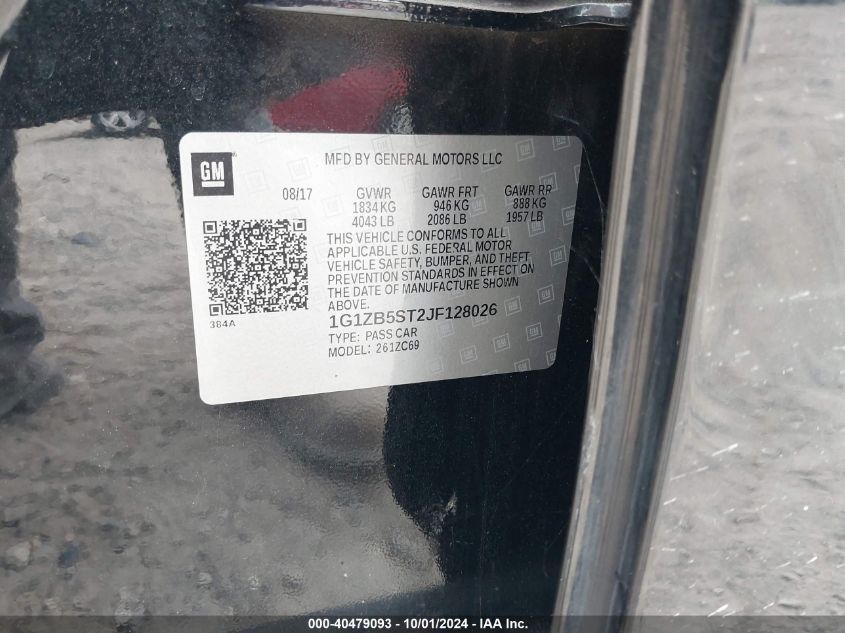 GM
MFD BY GENERAL MOTORS LLC
08/17 GVWR GAWR FRT GAWR RR
1834 KG 946 KG 888 KG
4043 LB 2086 LB 1957 LB
THIS VEHICLE CONFORMS TO ALL
APPLICABLE U.S. FEDERAL MOTOR
VEHICLE SAFETY, BUMPER, AND THEFT
PREVENTION STANDARDS IN EFFECT ON
THE DATE OF MANUFACTURE SHOWN
ABOVE.
384A
1G1ZB5ST2JF128026
TYPE: PASS CAR
MODEL: 261ZC69
000-40479093 - 10/01/2024 - IAA Inc.